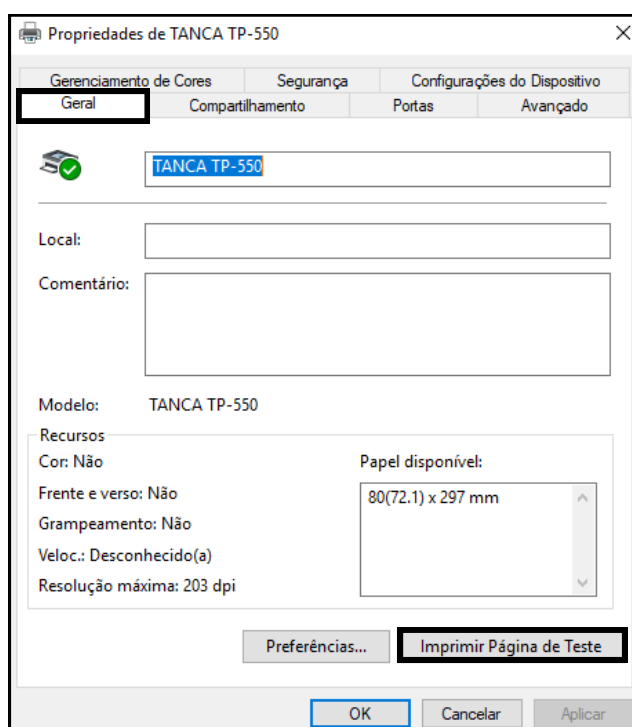 Propriedades de TANCA TP-550
Gerenciamento de Cores Segurança Configurações do Dispositivo
Geral Compartilhamento Portas Avançado
TANCA TP-550
Local:
Comentário:
Modelo: TANCA TP-550
Recursos
Cor: Não Papel disponível:
Frente e verso: Não 80(72.1) x 297 mm
Grampeamento: Não
Veloc.: Desconhecido(a)
Resolução máxima: 203 dpi
Preferências... Imprimir Página de Teste
OK Cancelar Aplicar